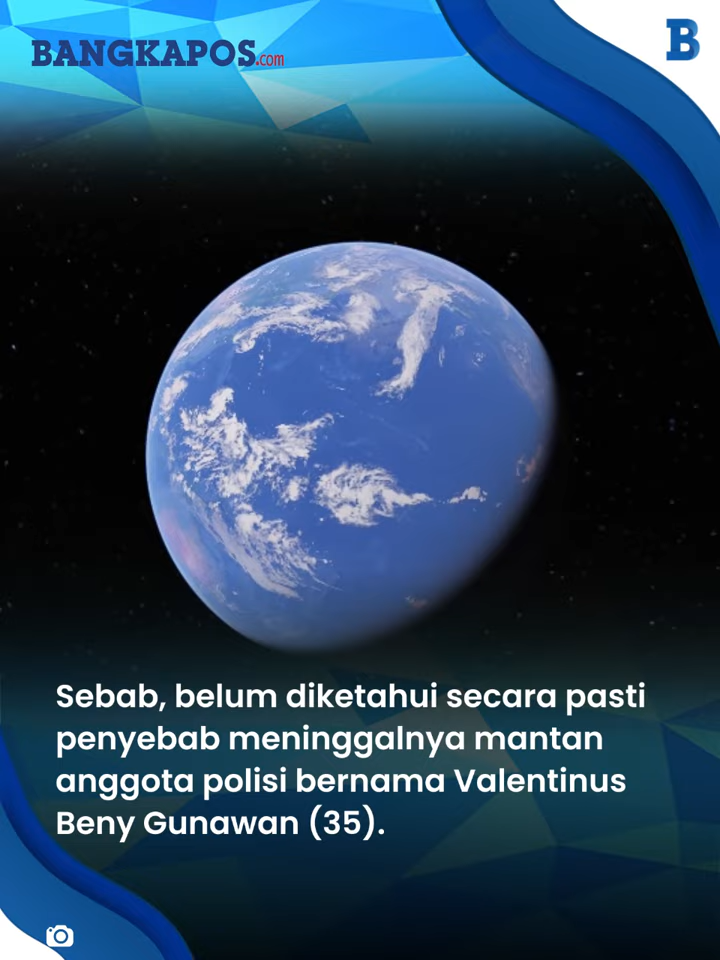 BANGKAPOS.com
B
Sebab, belum diketahui secara pasti
penyebab meninggalnya mantan
anggota polisi bernama Valentinus
Beny Gunawan (35).